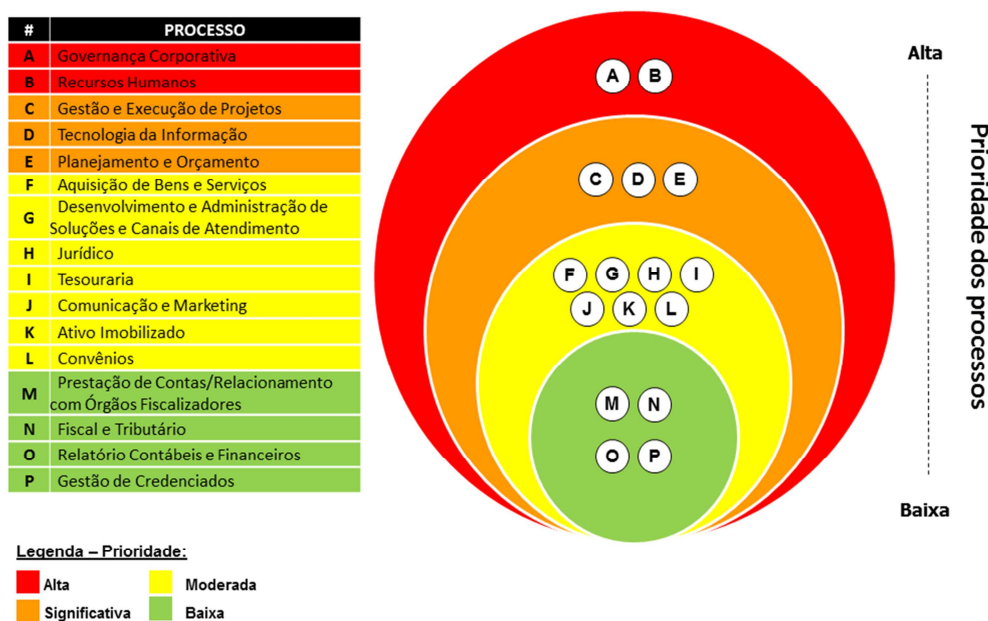 # PROCESSO
A Governança Corporativa
B Recursos Humanos
C Gestão e Execução de Projetos
D Tecnologia da Informação
E Planejamento e Orçamento
F Aquisição de Bens e Serviços
G Desenvolvimento e Administração de
Soluções e Canais de Atendimento
H Jurídico
I Tesouraria
J Comunicação e Marketing
K Ativo Imobilizado
L Convênios
M Prestação de Contas/Relacionamento
com Órgãos Fiscalizadores
N Fiscal e Tributário
O Relatório Contábeis e Financeiros
P Gestão de Credenciados
A B
C D E
F G H I
J K L
M N
O P
Alta
Prioridade dos processos
Baixa
Legenda – Prioridade:
Alta Moderada
Significativa Baixa